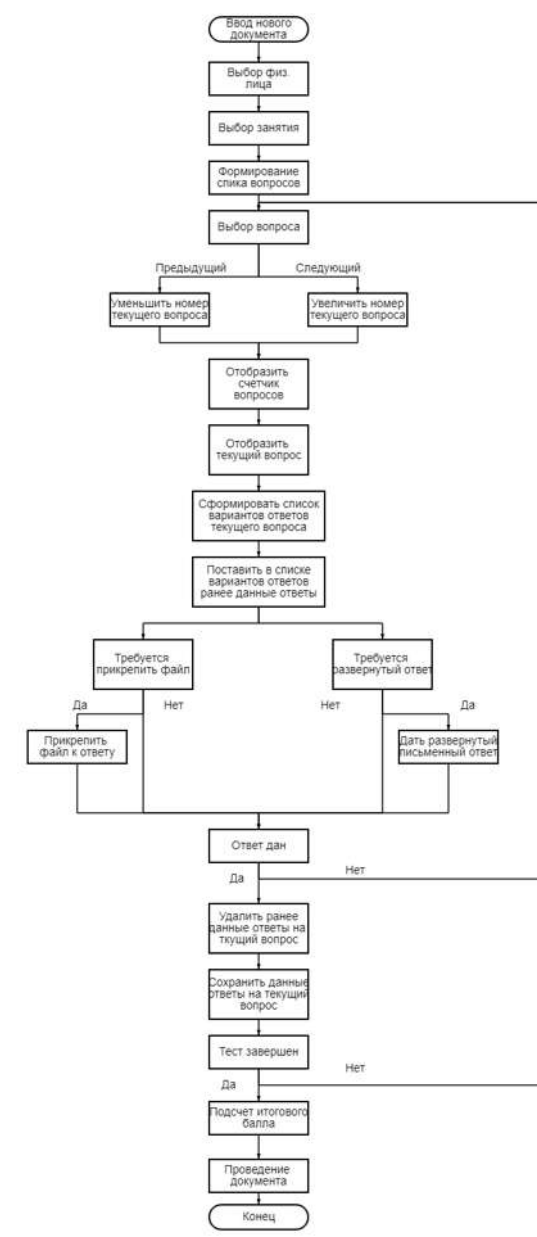 Ввод нового
документа
Выбор физ.
лица
Выбор занятия
Формирование
спика вопросов
Выбор вопроса
Предыдущий
Следующий
Уменьшить номер
текущего вопроса
Увеличить номер
текущего вопроса
Отобразить
счетчик
вопросов
Отобразить
текущий вопрос
Сформировать список
вариантов ответов
текущего вопроса
Поставить в списке
вариантов ответов
ранее данные ответы
Требуется
прикрепить файл
Требуется
развернутый ответ
Да
Нет
Нет
Да
Прикрепить
файл к ответу
Дать развернутый
письменный ответ
Ответ дан
Да
Нет
Удалить ранее
данные ответы на
ткущий вопрос
Сохранить данные
ответы на текущий
вопрос
Тест завершен
Да
Нет
Подсчет итогового
балла
Проведение
документа
Конец